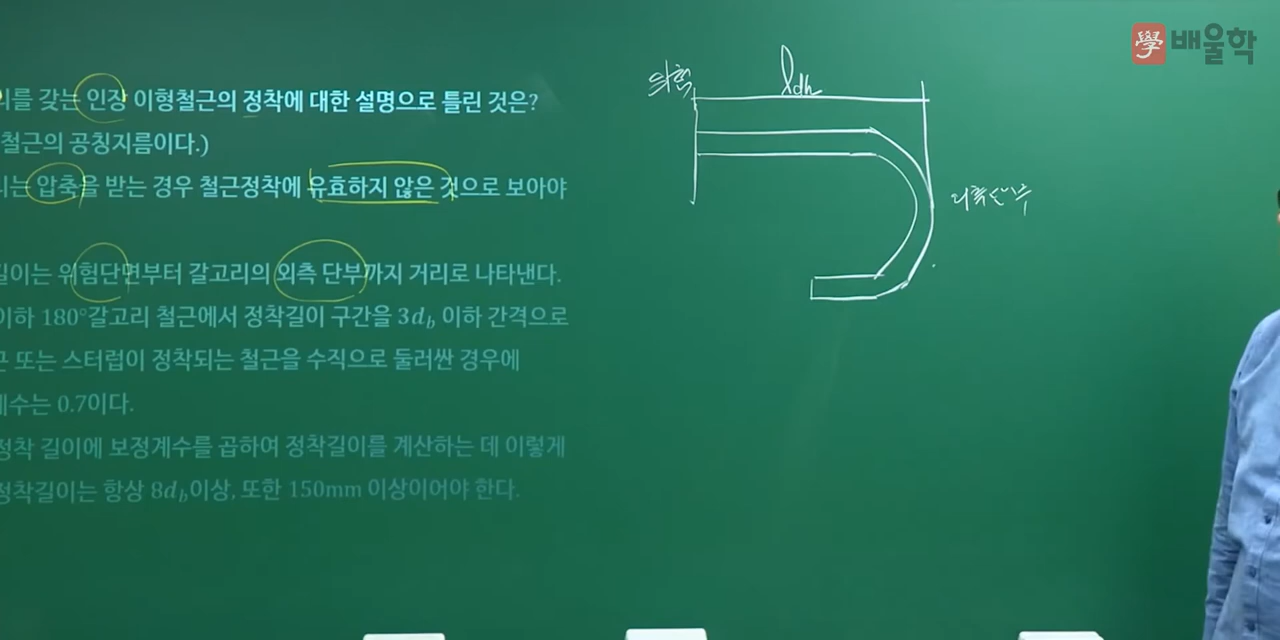 學 배울학
를 갖는 인장 이형철근의 정착에 대한 설명으로 틀린 것은?
철근의 공칭지름이다.)
는 압축을 받는 경우 철근정착에 유효하지 않은 것으로 보아야
길이는 위험단면부터 갈고리의 외측 단부까지 거리로 나타낸다.
이하 180°갈고리 철근에서 정착길이 구간을 3d_b 이하 간격으로
또는 스터럽이 정착되는 철근을 수직으로 둘러싼 경우에
계수는 0.7이다.
정착 길이에 보정계수를 곱하여 정착길이를 계산하는 데 이렇게
정착길이는 항상 8d_b이상, 또한 150mm 이상이어야 한다.
l_dh
외측단부